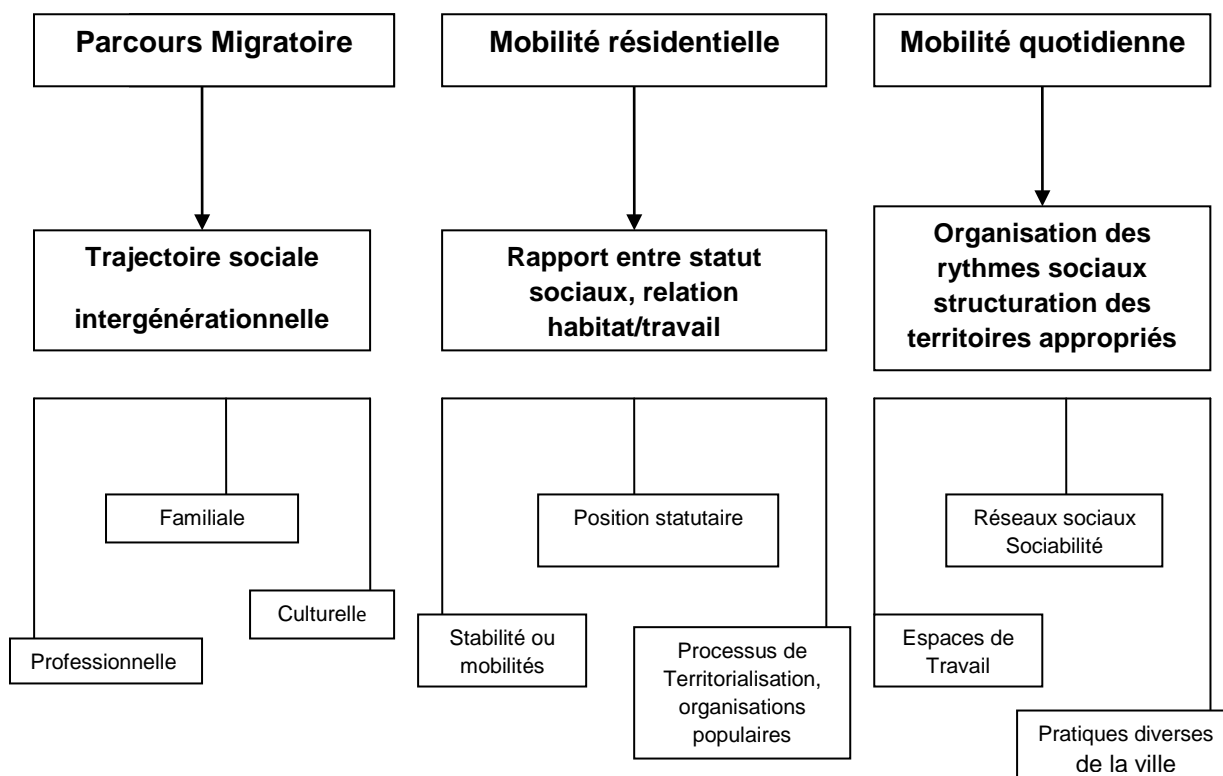 Parcours Migratoire
Mobilité résidentielle
Mobilité quotidienne
Trajectoire sociale
intergénérationnelle
Rapport entre statut
sociaux, relation
habitat/travail
Organisation des
rythmes sociaux
structuration des
territoires appropriés
Familiale
Culturelle
Professionnelle
Position statutaire
Stabilité ou
mobilités
Processus de
Territorialisation,
organisations
populaires
Réseaux sociaux
Sociabilité
Espaces de
Travail
Pratiques diverses
de la ville